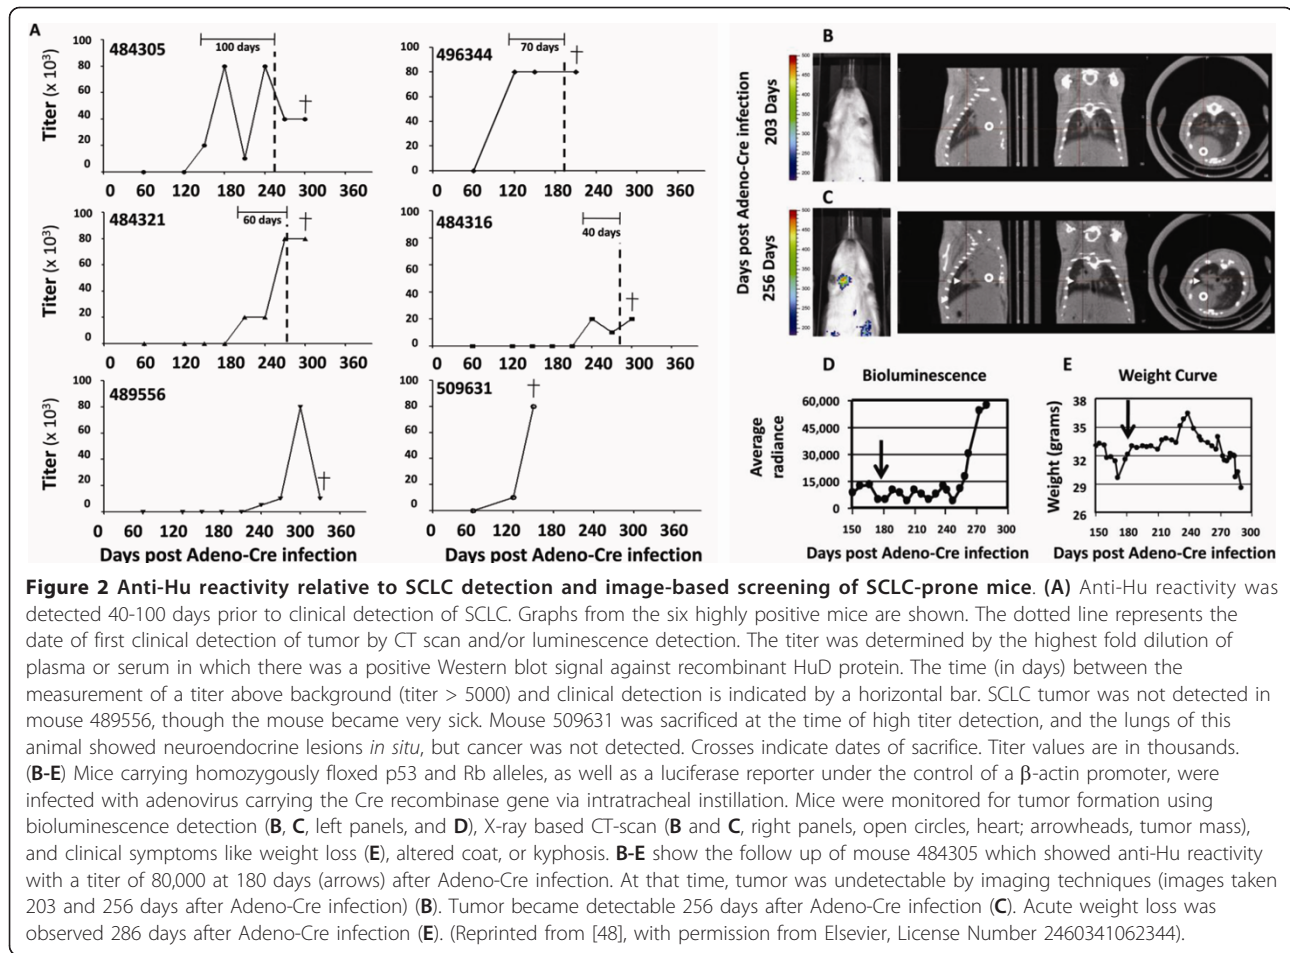 A
484305
100 days
Titer (x 10³)
100
80
60
40
20
0
0 60 120 180 240 300 360
496344
70 days
100
80
60
40
20
0
0 60 120 180 240 300 360
484321
60 days
Titer (x 10³)
100
80
60
40
20
0
0 60 120 180 240 300 360
484316
40 days
100
80
60
40
20
0
0 60 120 180 240 300 360
489556
Titer (x 10³)
100
80
60
40
20
0
0 60 120 180 240 300 360
Days post Adeno-Cre infection
509631
100
80
60
40
20
0
0 60 120 180 240 300 360
Days post Adeno-Cre infection
B
Days post Adeno-Cre infection
203 Days
500
400
300
200
C
256 Days
500
400
300
200
D
Bioluminescence
Average
radiance
60,000
45,000
30,000
15,000
0
150 180 210 240 270 300
Days post Adeno-Cre infection
E
Weight Curve
Weight (grams)
38
35
32
29
26
150 180 210 240 270 300
Days post Adeno-Cre infection
Figure 2 Anti-Hu reactivity relative to SCLC detection and image-based screening of SCLC-prone mice. (A) Anti-Hu reactivity was
detected 40-100 days prior to clinical detection of SCLC. Graphs from the six highly positive mice are shown. The dotted line represents the
date of first clinical detection of tumor by CT scan and/or luminescence detection. The titer was determined by the highest fold dilution of
plasma or serum in which there was a positive Western blot signal against recombinant HuD protein. The time (in days) between the
measurement of a titer above background (titer > 5000) and clinical detection is indicated by a horizontal bar. SCLC tumor was not detected in
mouse 489556, though the mouse became very sick. Mouse 509631 was sacrificed at the time of high titer detection, and the lungs of this
animal showed neuroendocrine lesions in situ, but cancer was not detected. Crosses indicate dates of sacrifice. Titer values are in thousands.
(B-E) Mice carrying homozygously floxed p53 and Rb alleles, as well as a luciferase reporter under the control of a β-actin promoter, were
infected with adenovirus carrying the Cre recombinase gene via intratracheal instillation. Mice were monitored for tumor formation using
bioluminescence detection (B, C, left panels, and D), X-ray based CT-scan (B and C, right panels, open circles, heart; arrowheads, tumor mass),
and clinical symptoms like weight loss (E), altered coat, or kyphosis. B-E show the follow up of mouse 484305 which showed anti-Hu reactivity
with a titer of 80,000 at 180 days (arrows) after Adeno-Cre infection. At that time, tumor was undetectable by imaging techniques (images taken
203 and 256 days after Adeno-Cre infection) (B). Tumor became detectable 256 days after Adeno-Cre infection (C). Acute weight loss was
observed 286 days after Adeno-Cre infection (E). (Reprinted from [48], with permission from Elsevier, License Number 2460341062344).